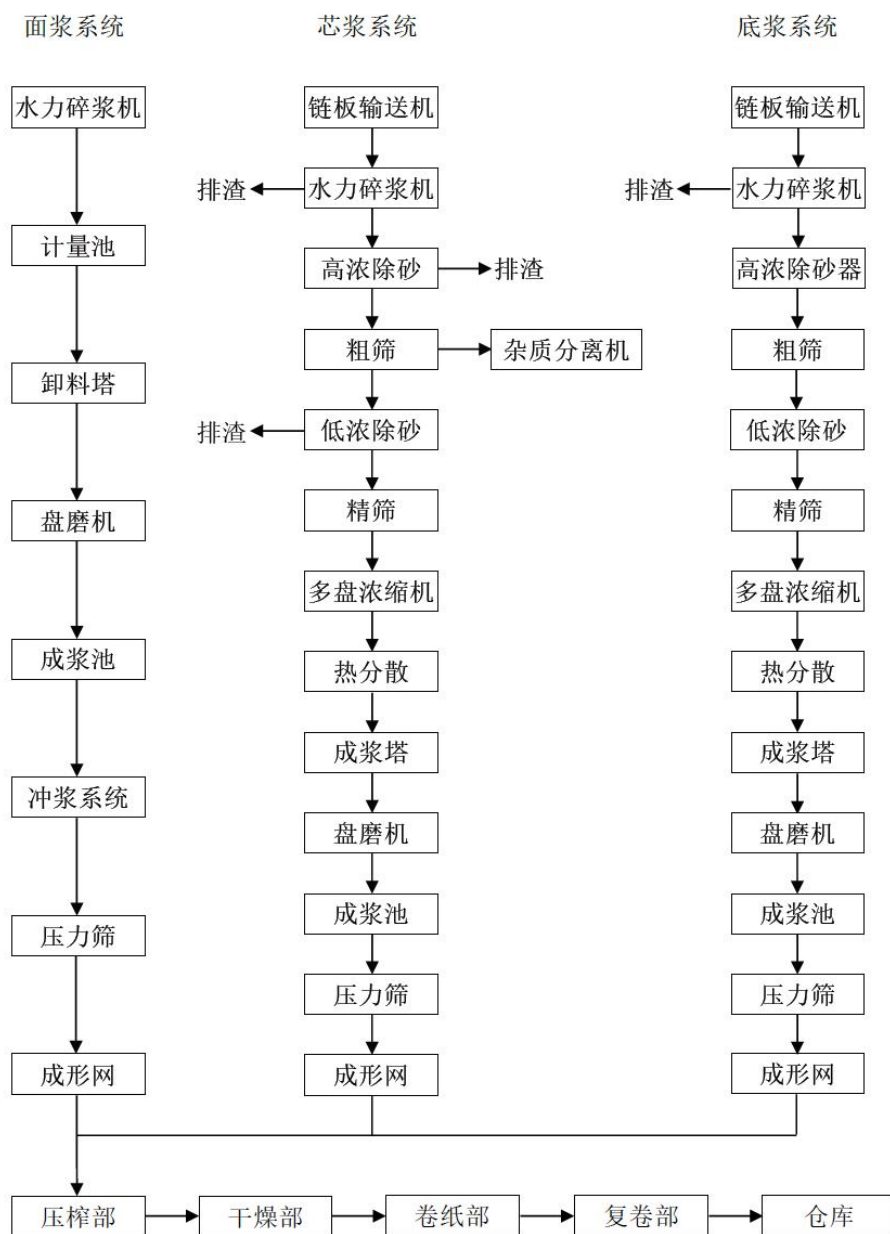 面浆系统
芯浆系统
底浆系统
水力碎浆机
链板输送机
链板输送机
排渣
水力碎浆机
排渣
水力碎浆机
计量池
高浓除砂
排渣
高浓除砂器
粗筛
杂质分离机
粗筛
卸料塔
排渣
低浓除砂
低浓除砂
盘磨机
精筛
精筛
多盘浓缩机
多盘浓缩机
成浆池
热分散
热分散
成浆塔
成浆塔
冲浆系统
盘磨机
盘磨机
成浆池
成浆池
压力筛
压力筛
压力筛
成形网
成形网
成形网
压榨部
干燥部
卷纸部
复卷部
仓库